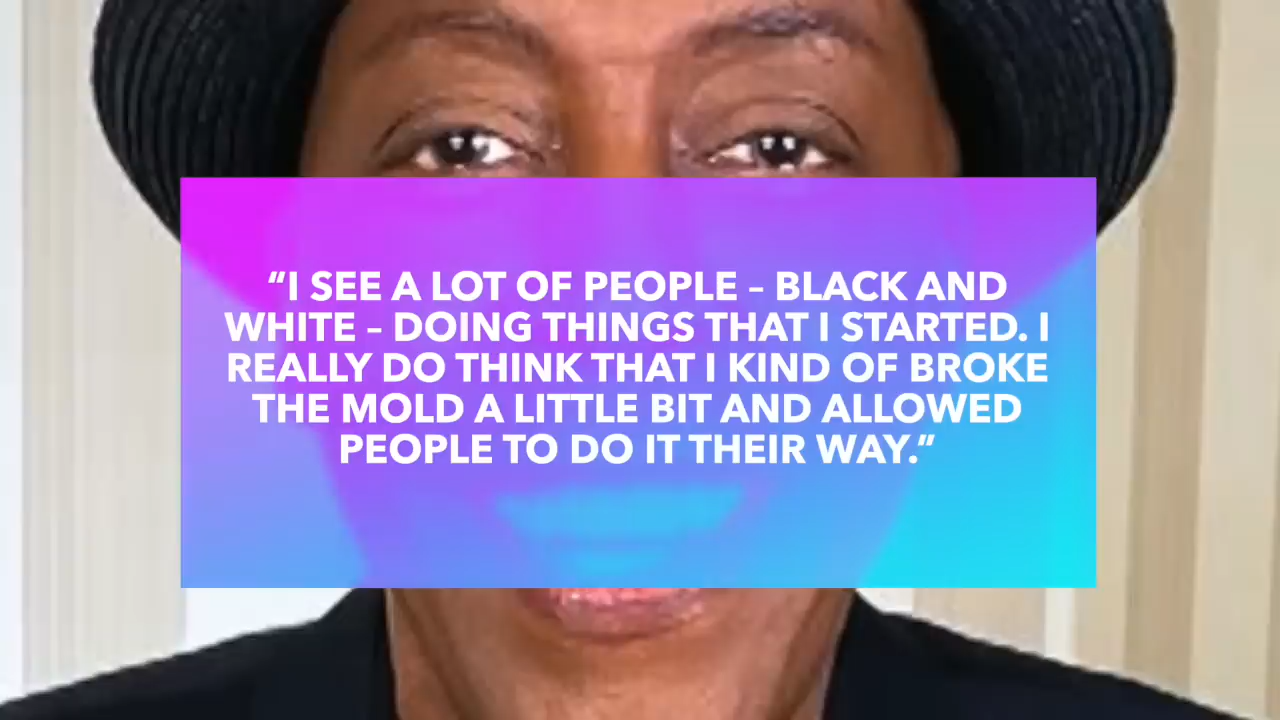 “I SEE A LOT OF PEOPLE – BLACK AND
WHITE – DOING THINGS THAT I STARTED. I
REALLY DO THINK THAT I KIND OF BROKE
THE MOLD A LITTLE BIT AND ALLOWED
PEOPLE TO DO IT THEIR WAY.”